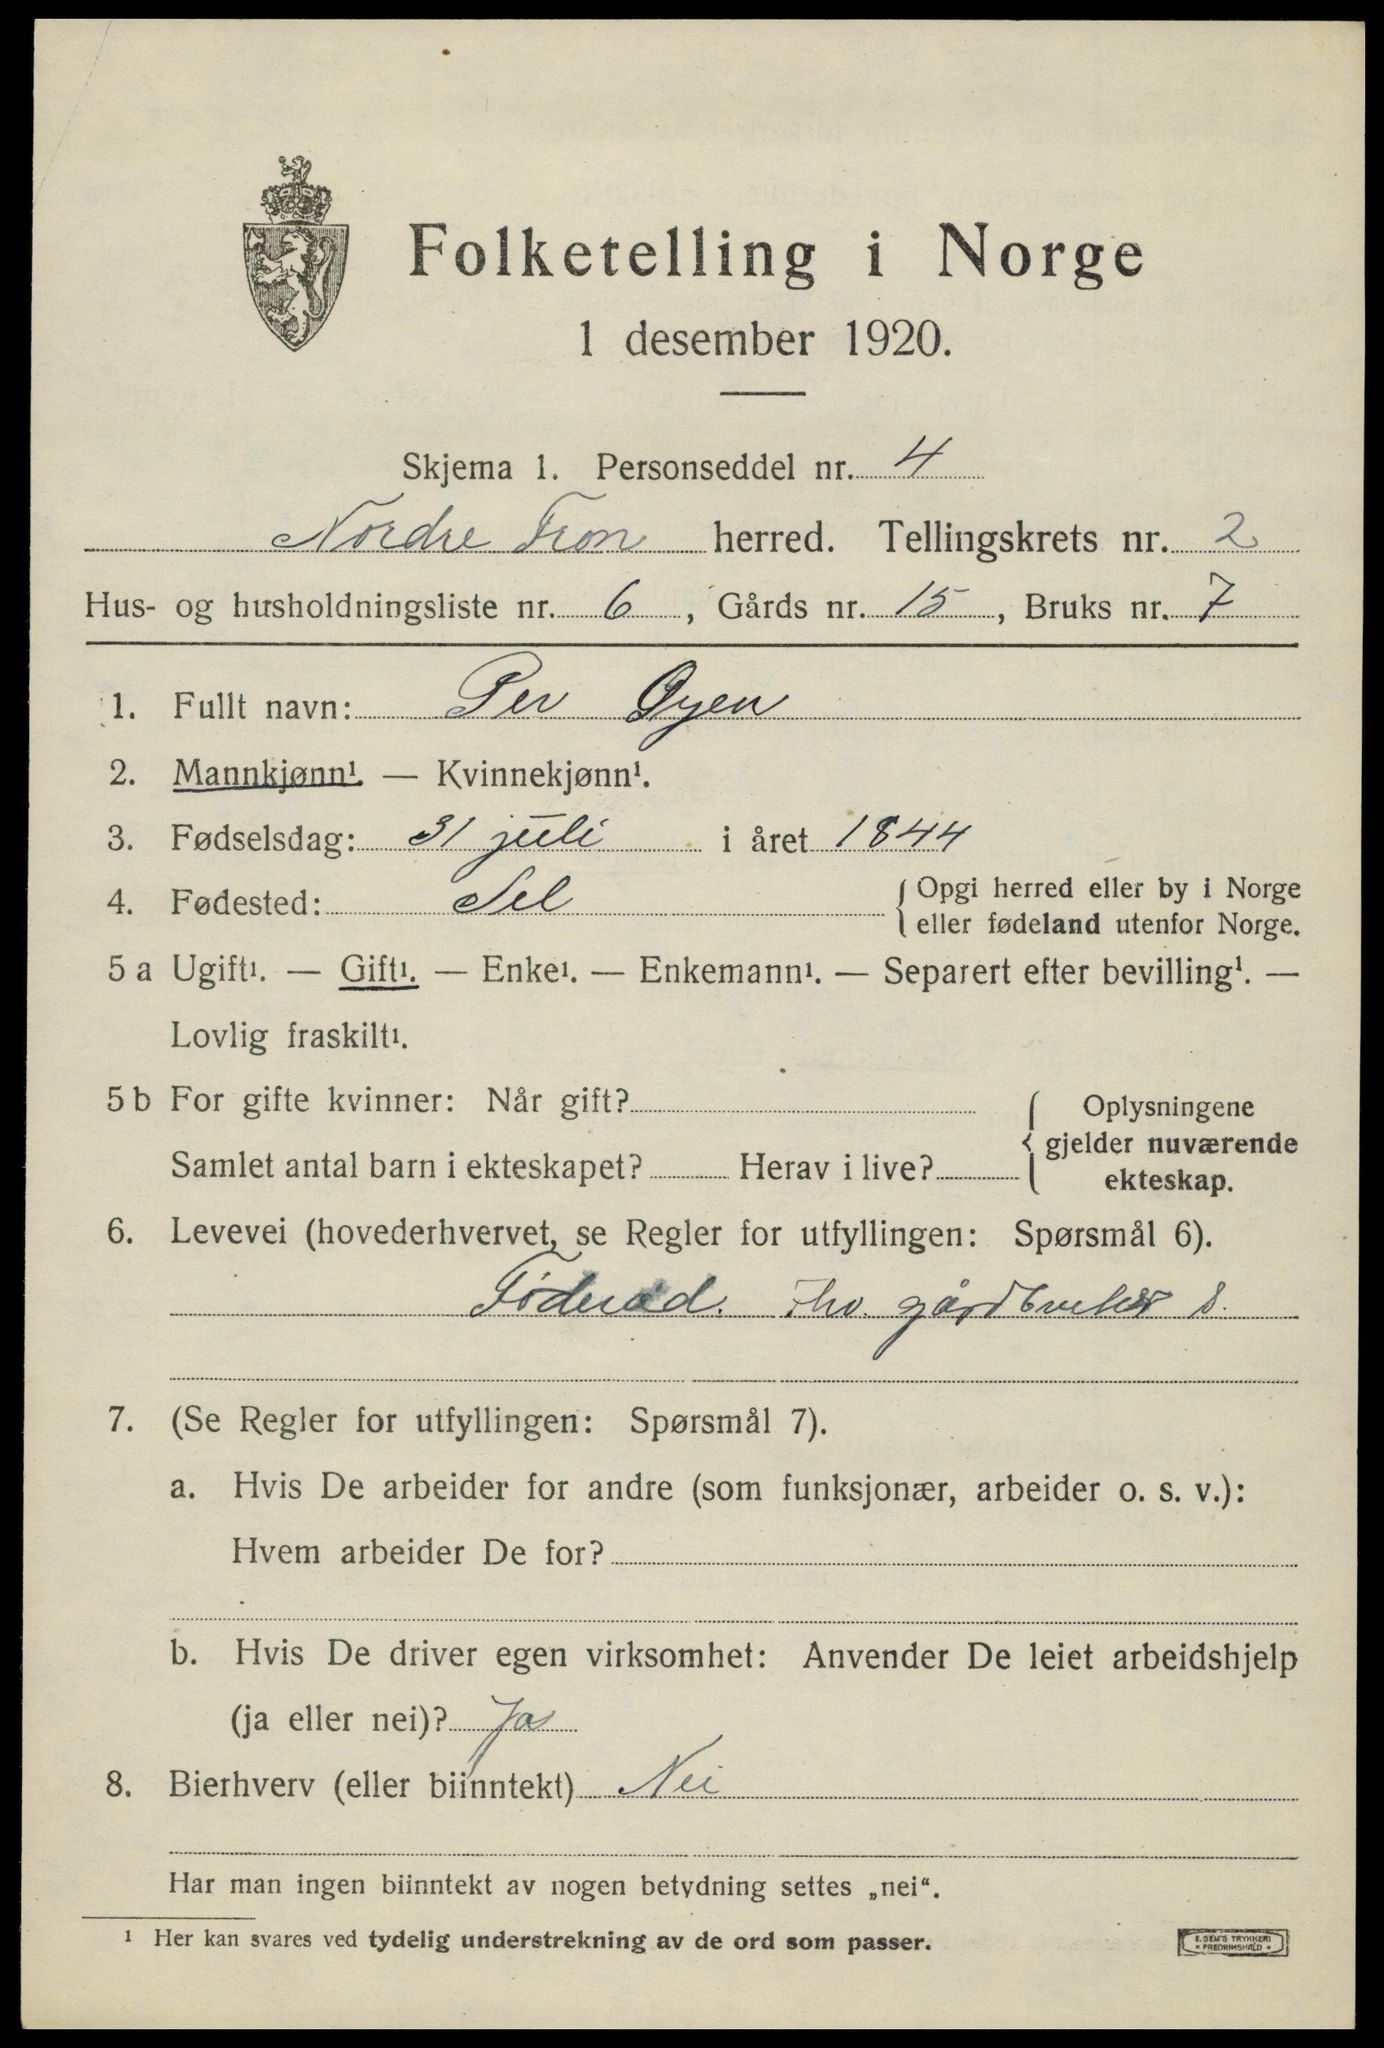 Folketelling i Norge
1 desember 1920.
Skjema 1. Personseddel nr. 4
Nordre Fron herred. Tellingskrets nr. 2
Hus- og husholdningsliste nr. 6, Gårds nr. 15, Bruks nr. 7
1. Fullt navn: Per Øyen
2. Mannkjønn¹. — Kvinnekjønn¹.
3. Fødselsdag: 31 juli i året 1844
4. Fødested: Sel { Opgi herred eller by i Norge
eller fødeland utenfor Norge.
5 a Ugift¹. — Gift¹. — Enke¹. — Enkemann¹. — Separert efter bevilling¹. —
Lovlig fraskilt¹.
5 b For gifte kvinner: Når gift? { Oplysningene
gjelder nuværende
Samlet antal barn i ekteskapet? Herav i live?
ekteskap.
6. Levevei (hovederhvervet, se Regler for utfyllingen: Spørsmål 6).
Föderåd. fhv. gårdbruker s.
7. (Se Regler for utfyllingen: Spørsmål 7).
a. Hvis De arbeider for andre (som funksjonær, arbeider o. s. v.):
Hvem arbeider De for?
b. Hvis De driver egen virksomhet: Anvender De leiet arbeidshjelp
(ja eller nei)? Ja
8. Bierhverv (eller biinntekt) Nei
Har man ingen biinntekt av nogen betydning settes „nei“.
¹ Her kan svares ved tydelig understrekning av de ord som passer.
E. SEM'S TRYKKERI
* FREDRIKSHALD *